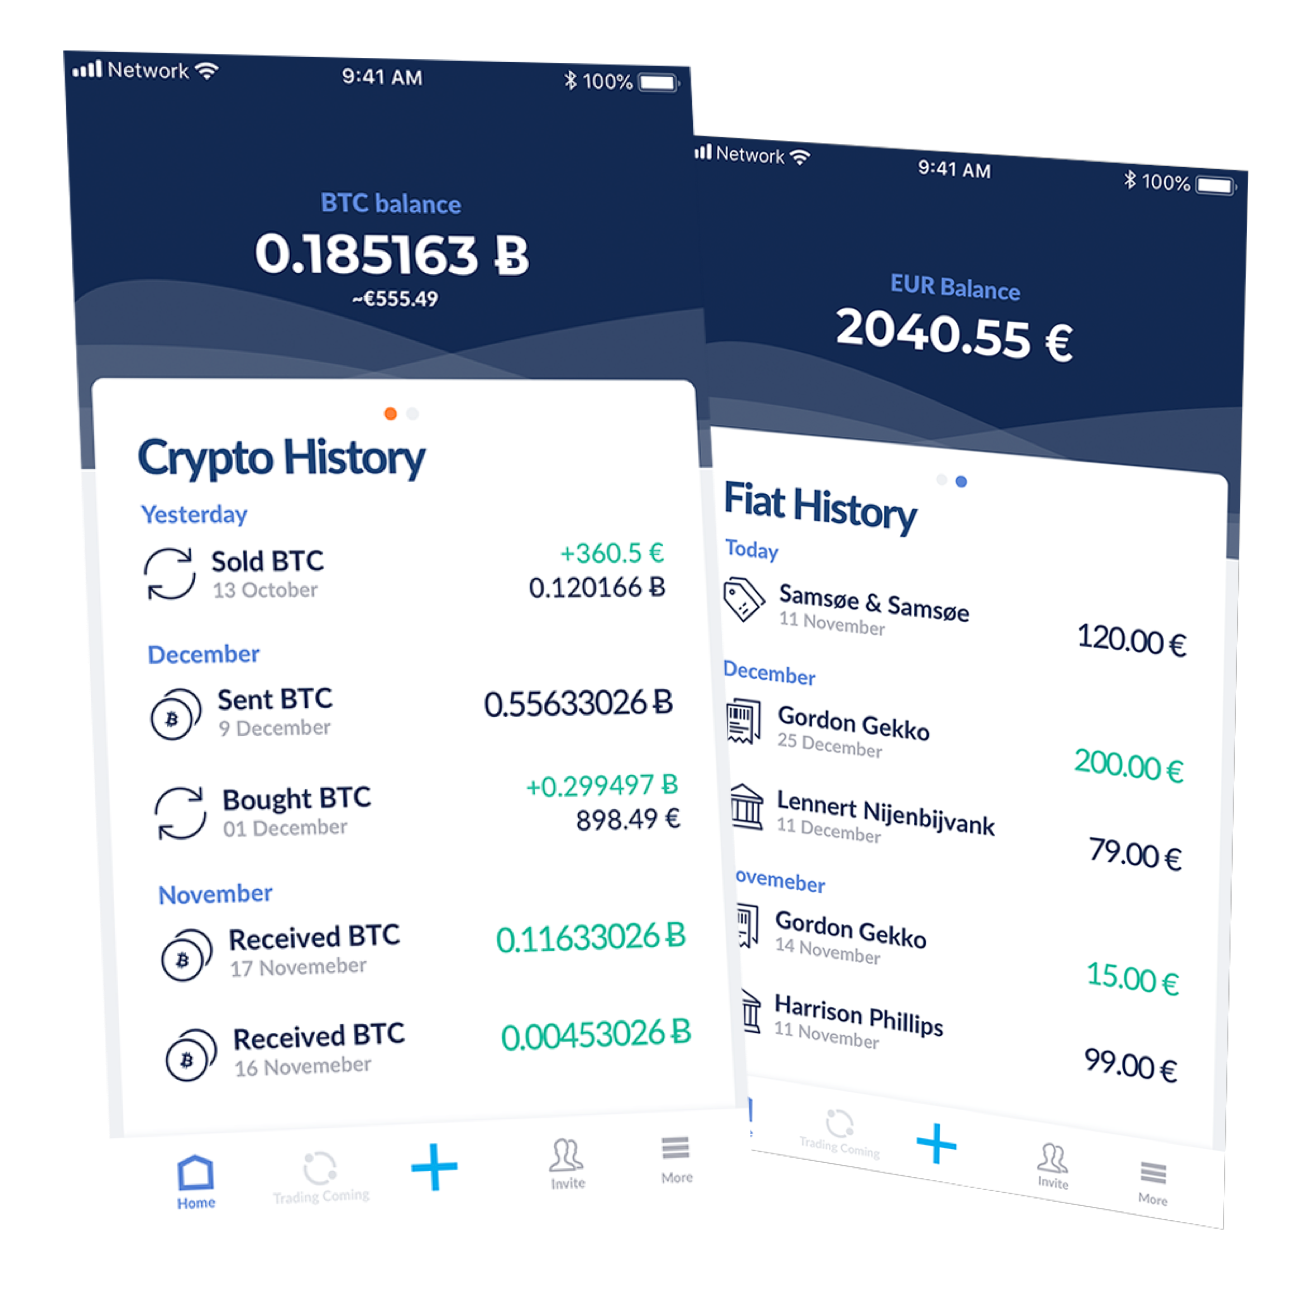 Network
9:41 AM
100%
BTC balance
0.185163 Ƀ
~€555.49
Crypto History
Yesterday
Sold BTC
+360.5 €
13 October
0.120166 Ƀ
December
Sent BTC
0.55633026 Ƀ
9 December
Bought BTC
+0.299497 Ƀ
01 December
898.49 €
November
Received BTC
0.11633026 Ƀ
17 Novemeber
Received BTC
0.00453026 Ƀ
16 Novemeber
Home
Trading Coming
Invite
More
Network
9:41 AM
100%
EUR Balance
2040.55 €
Fiat History
Today
Samsøe & Samsøe
11 November
120.00 €
December
Gordon Gekko
25 December
200.00 €
Lennert Nijenbijvank
11 December
79.00 €
ovemeber
Gordon Gekko
14 November
15.00 €
Harrison Phillips
11 November
99.00 €
e
Trading Coming
Invite
More